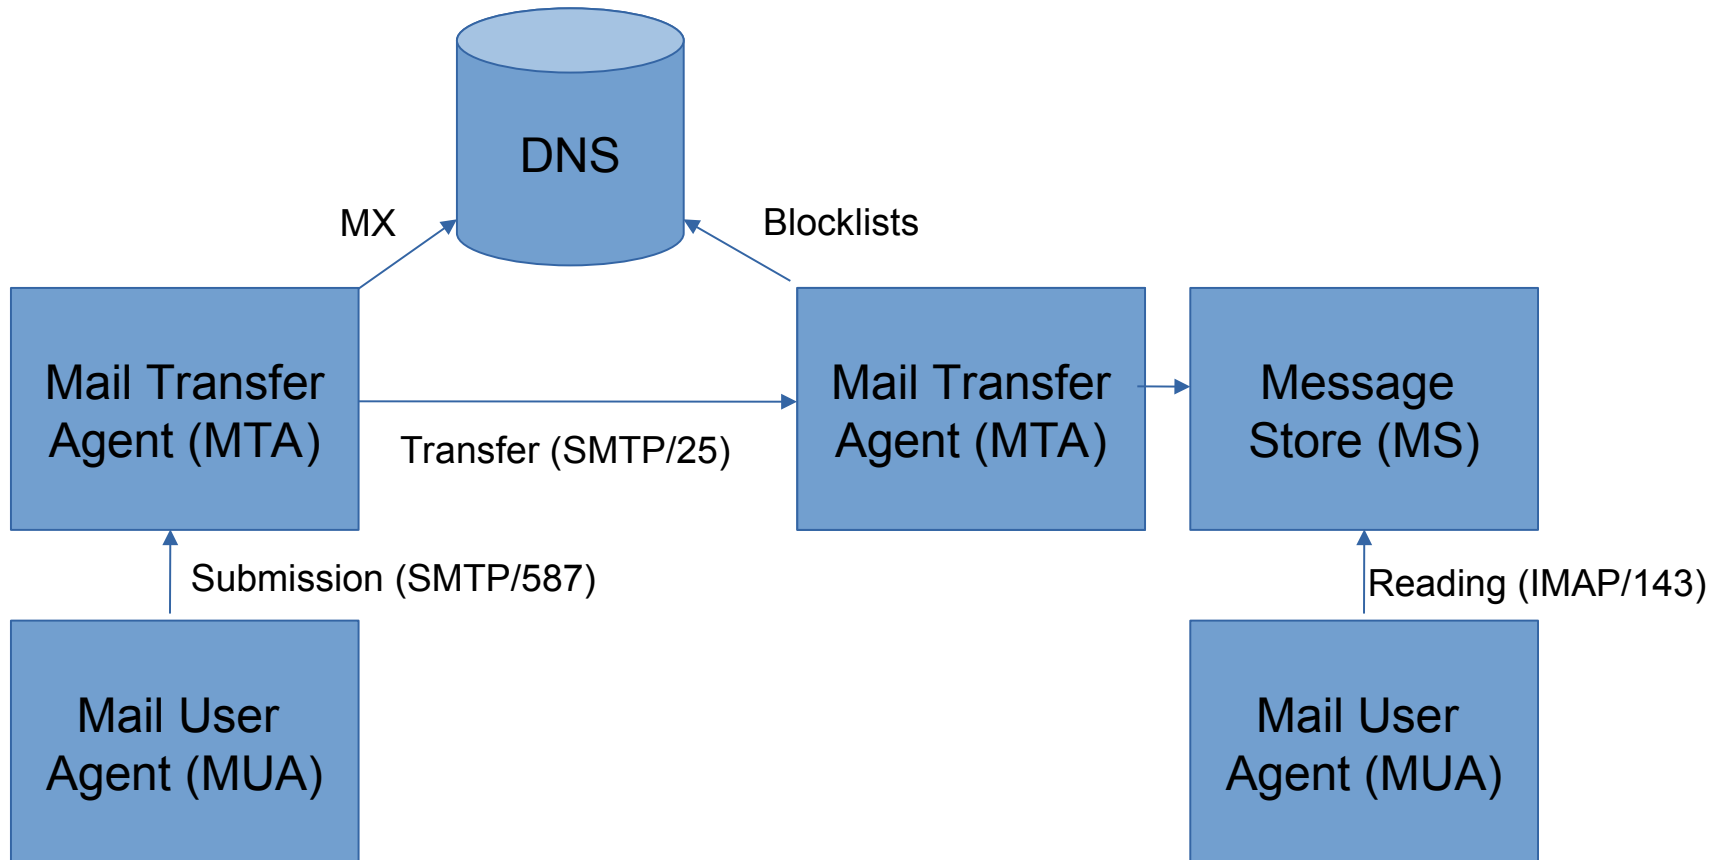 DNS
MX
Blocklists
Mail Transfer
Agent (MTA)
Transfer (SMTP/25)
Mail Transfer
Agent (MTA)
Message
Store (MS)
Submission (SMTP/587)
Reading (IMAP/143)
Mail User
Agent (MUA)
Mail User
Agent (MUA)